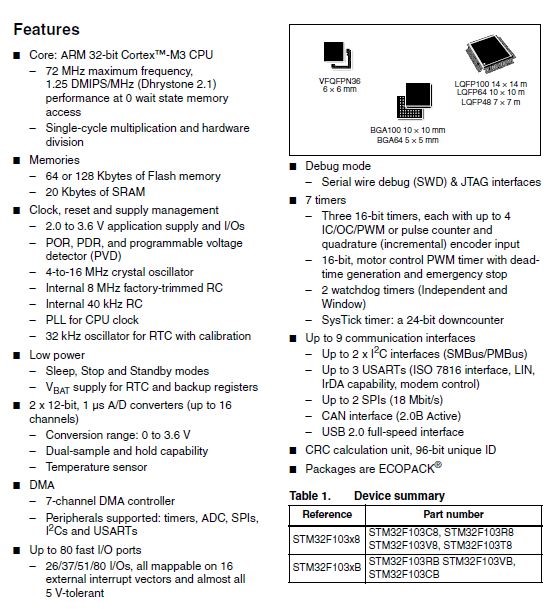 Features
■ Core: ARM 32-bit Cortex™-M3 CPU
– 72 MHz maximum frequency,
1.25 DMIPS/MHz (Dhrystone 2.1)
performance at 0 wait state memory
access
– Single-cycle multiplication and hardware
division
■ Memories
– 64 or 128 Kbytes of Flash memory
– 20 Kbytes of SRAM
■ Clock, reset and supply management
– 2.0 to 3.6 V application supply and I/Os
– POR, PDR, and programmable voltage
detector (PVD)
– 4-to-16 MHz crystal oscillator
– Internal 8 MHz factory-trimmed RC
– Internal 40 kHz RC
– PLL for CPU clock
– 32 kHz oscillator for RTC with calibration
■ Low power
– Sleep, Stop and Standby modes
– VBAT supply for RTC and backup registers
■ 2 x 12-bit, 1 µs A/D converters (up to 16
channels)
– Conversion range: 0 to 3.6 V
– Dual-sample and hold capability
– Temperature sensor
■ DMA
– 7-channel DMA controller
– Peripherals supported: timers, ADC, SPIs,
I²Cs and USARTs
■ Up to 80 fast I/O ports
– 26/37/51/80 I/Os, all mappable on 16
external interrupt vectors and almost all
5 V-tolerant
VFQFPN36
6 × 6 mm
LQFP100 14 × 14 m
LQFP64 10 × 10 m
LQFP48 7 × 7 m
BGA100 10 × 10 mm
BGA64 5 × 5 mm
■ Debug mode
– Serial wire debug (SWD) & JTAG interfaces
■ 7 timers
– Three 16-bit timers, each with up to 4
IC/OC/PWM or pulse counter and
quadrature (incremental) encoder input
– 16-bit, motor control PWM timer with dead-
time generation and emergency stop
– 2 watchdog timers (Independent and
Window)
– SysTick timer: a 24-bit downcounter
■ Up to 9 communication interfaces
– Up to 2 x I²C interfaces (SMBus/PMBus)
– Up to 3 USARTs (ISO 7816 interface, LIN,
IrDA capability, modem control)
– Up to 2 SPIs (18 Mbit/s)
– CAN interface (2.0B Active)
– USB 2.0 full-speed interface
■ CRC calculation unit, 96-bit unique ID
■ Packages are ECOPACK®
Table 1. Device summary
Reference Part number
STM32F103x8 STM32F103C8, STM32F103R8
STM32F103V8, STM32F103T8
STM32F103xB STM32F103RB STM32F103VB,
STM32F103CB